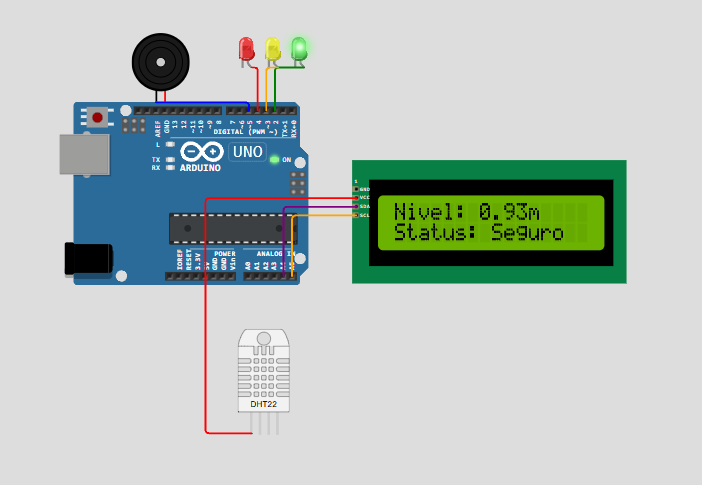 AREF
GND
13
12
~11
~10
~9
8
7
~6
~5
4
~3
2
TX→1
RX←0
DIGITAL (PWM ~)
L
TX
RX
UNO
ON
ARDUINO
1
GND
VCC
SDA
SCL
Nivel: 0.93m
Status: Seguro
POWER
ANALOG IN
IOREF
RESET
3.3V
5V
GND
GND
Vin
A0
A1
A2
A3
DHT22